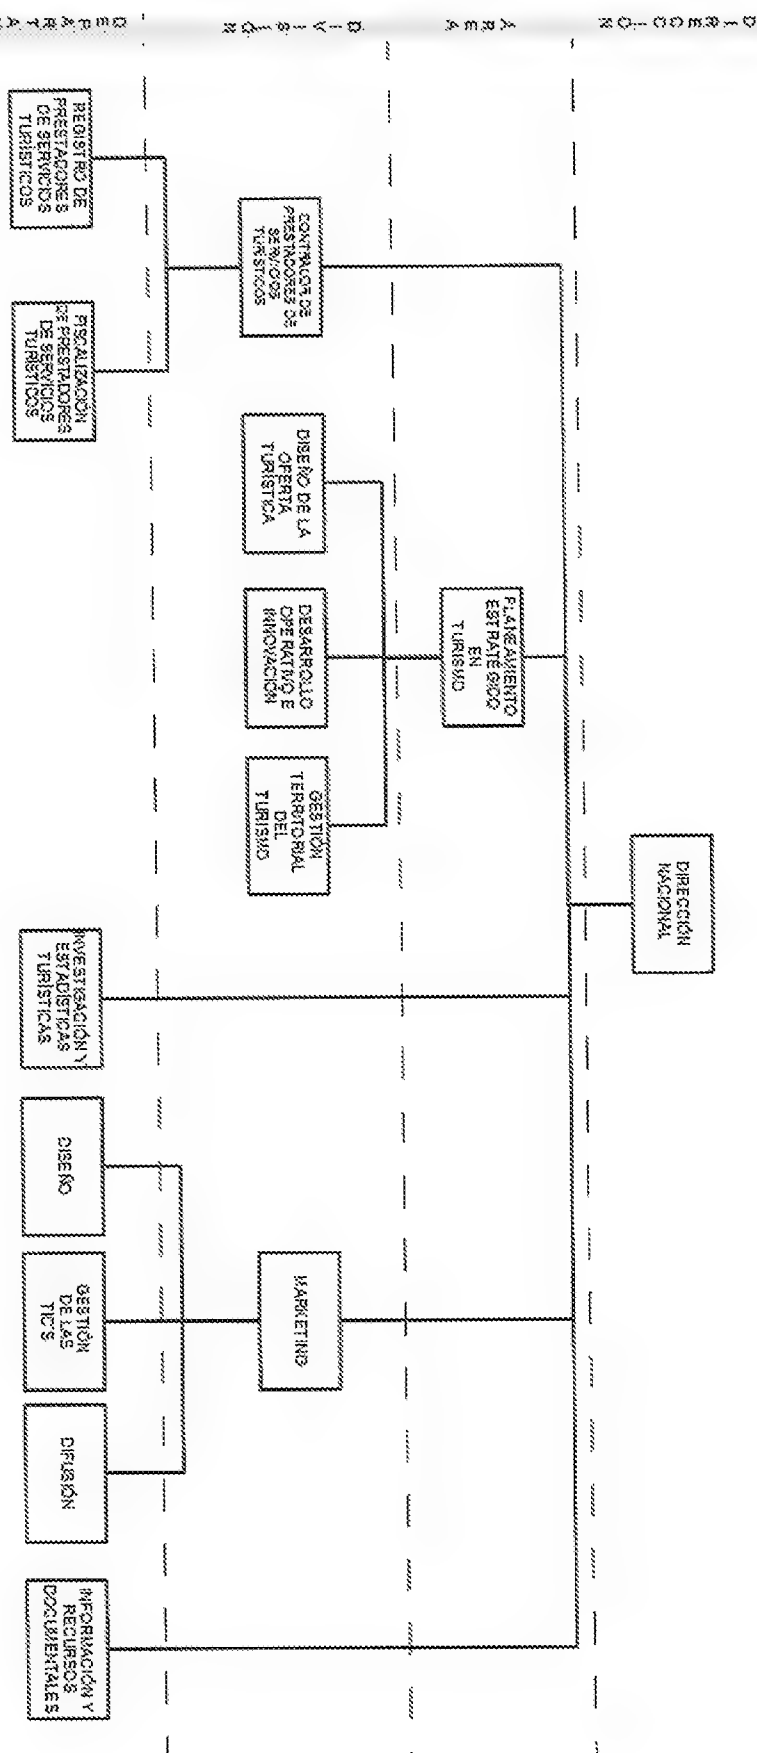 DIRECCIÓN
DIRECCIÓN
NACIONAL
ÁREA
PLANEAMIENTO
ESTRATÉGICO
EN
TURISMO
DIVISIÓN
CONTRALOR DE
PRESTADORES DE
SERVICIOS
TURÍSTICOS
DISEÑO DE LA
OFERTA
TURÍSTICA
DESARROLLO
OPERATIVO E
INNOVACIÓN
GESTIÓN
TERRITORIAL
DEL
TURISMO
MARKETING
REGISTRO DE
PRESTADORES
DE SERVICIOS
TURÍSTICOS
FISCALIZACIÓN
DE PRESTADORES
DE SERVICIOS
TURÍSTICOS
INVESTIGACIÓN Y
ESTADÍSTICAS
TURÍSTICAS
DISEÑO
GESTIÓN
DE LAS
TIC'S
DIFUSIÓN
INFORMACIÓN Y
RECURSOS
DOCUMENTALES